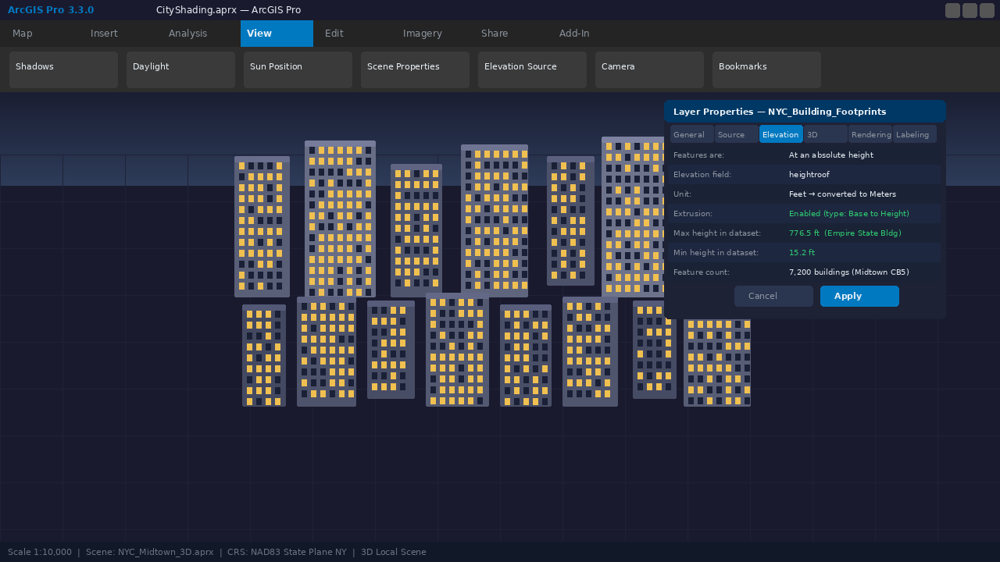 ArcGIS Pro 3.3.0 CityShading.aprx — ArcGIS Pro
Map Insert Analysis View Edit Imagery Share Add-In
Shadows Daylight Sun Position Scene Properties Elevation Source Camera Bookmarks
Layer Properties — NYC_Building_Footprints
General Source Elevation 3D Rendering Labeling
Features are: At an absolute height
Elevation field: heightroof
Unit: Feet → converted to Meters
Extrusion: Enabled (type: Base to Height)
Max height in dataset: 776.5 ft (Empire State Bldg)
Min height in dataset: 15.2 ft
Feature count: 7,200 buildings (Midtown CB5)
Cancel Apply
Scale 1:10,000 | Scene: NYC_Midtown_3D.aprx | CRS: NAD83 State Plane NY | 3D Local Scene